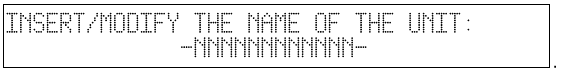 INSERT/MODIFY THE NAME OF THE UNIT:
-NNNNNNNNNNNN-
.